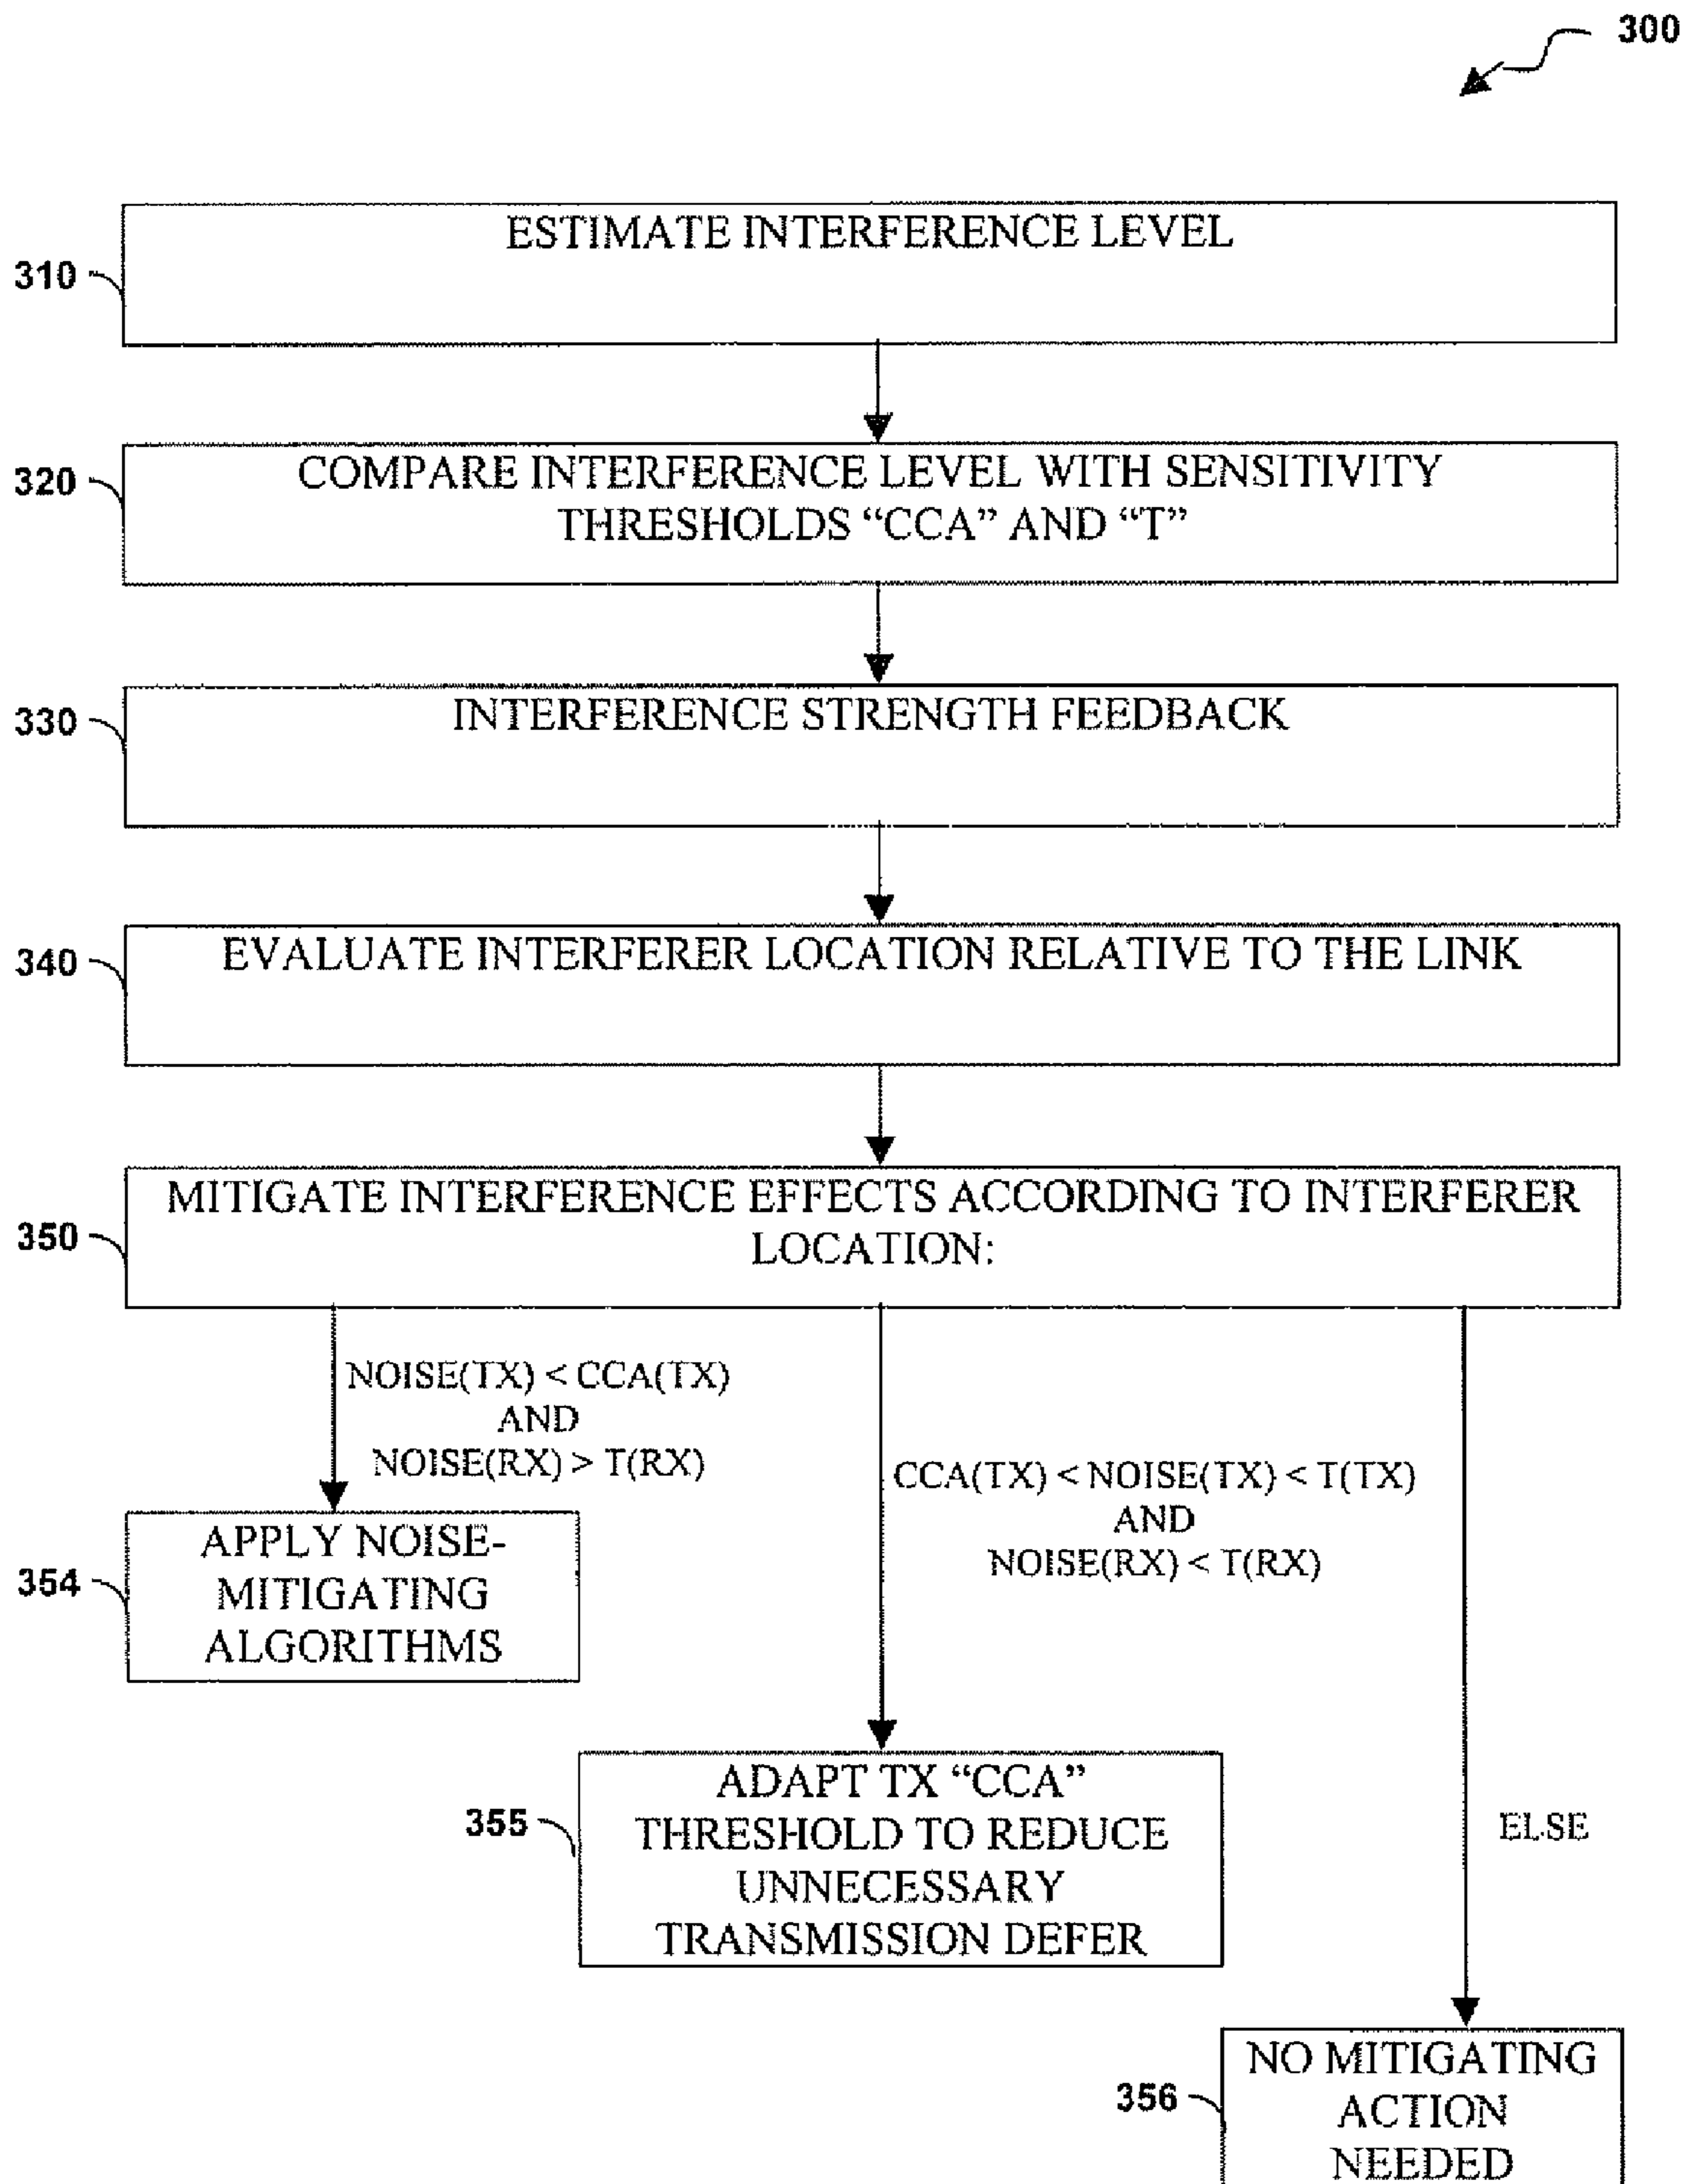 300
ESTIMATE INTERFERENCE LEVEL
310
COMPARE INTERFERENCE LEVEL WITH SENSITIVITY
THRESHOLDS “CCA” AND “T”
320
INTERFERENCE STRENGTH FEEDBACK
330
EVALUATE INTERFERER LOCATION RELATIVE TO THE LINK
340
MITIGATE INTERFERENCE EFFECTS ACCORDING TO INTERFERER
LOCATION:
350
NOISE(TX) < CCA(TX)
AND
NOISE(RX) > T(RX)
CCA(TX) < NOISE(TX) < T(TX)
AND
NOISE(RX) < T(RX)
APPLY NOISE-
MITIGATING
ALGORITHMS
354
ADAPT TX “CCA”
THRESHOLD TO REDUCE
UNNECESSARY
TRANSMISSION DEFER
355
ELSE
NO MITIGATING
ACTION
NEEDED
356